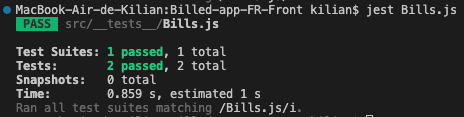 MacBook-Air-de-Kilian:Billed-app-FR-Front kilian$ jest Bills.js
PASS src/__tests__/Bills.js
Test Suites: 1 passed, 1 total
Tests: 2 passed, 2 total
Snapshots: 0 total
Time: 0.859 s, estimated 1 s
Ran all test suites matching /Bills.js/i.